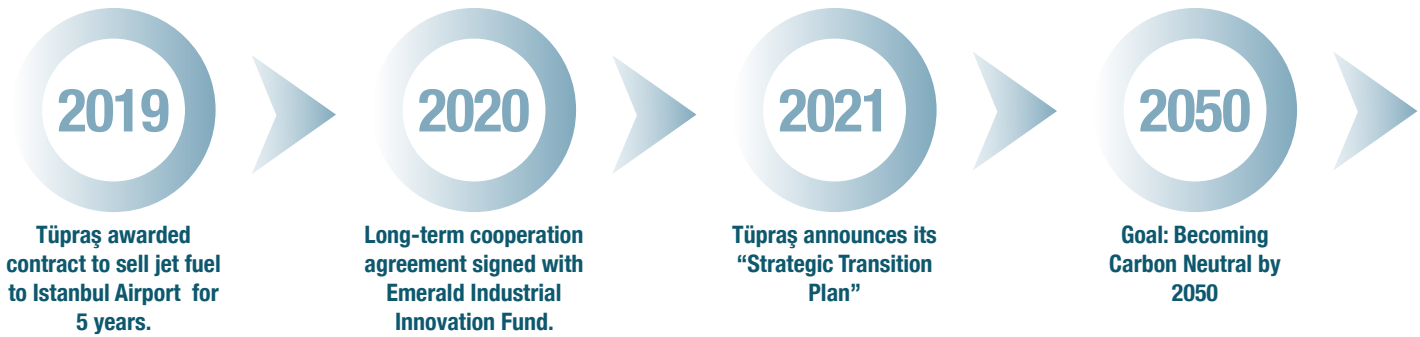 2019
Tüpraş awarded
contract to sell jet fuel
to Istanbul Airport for
5 years.
2020
Long-term cooperation
agreement signed with
Emerald Industrial
Innovation Fund.
2021
Tüpraş announces its
“Strategic Transition
Plan”
2050
Goal: Becoming
Carbon Neutral by
2050